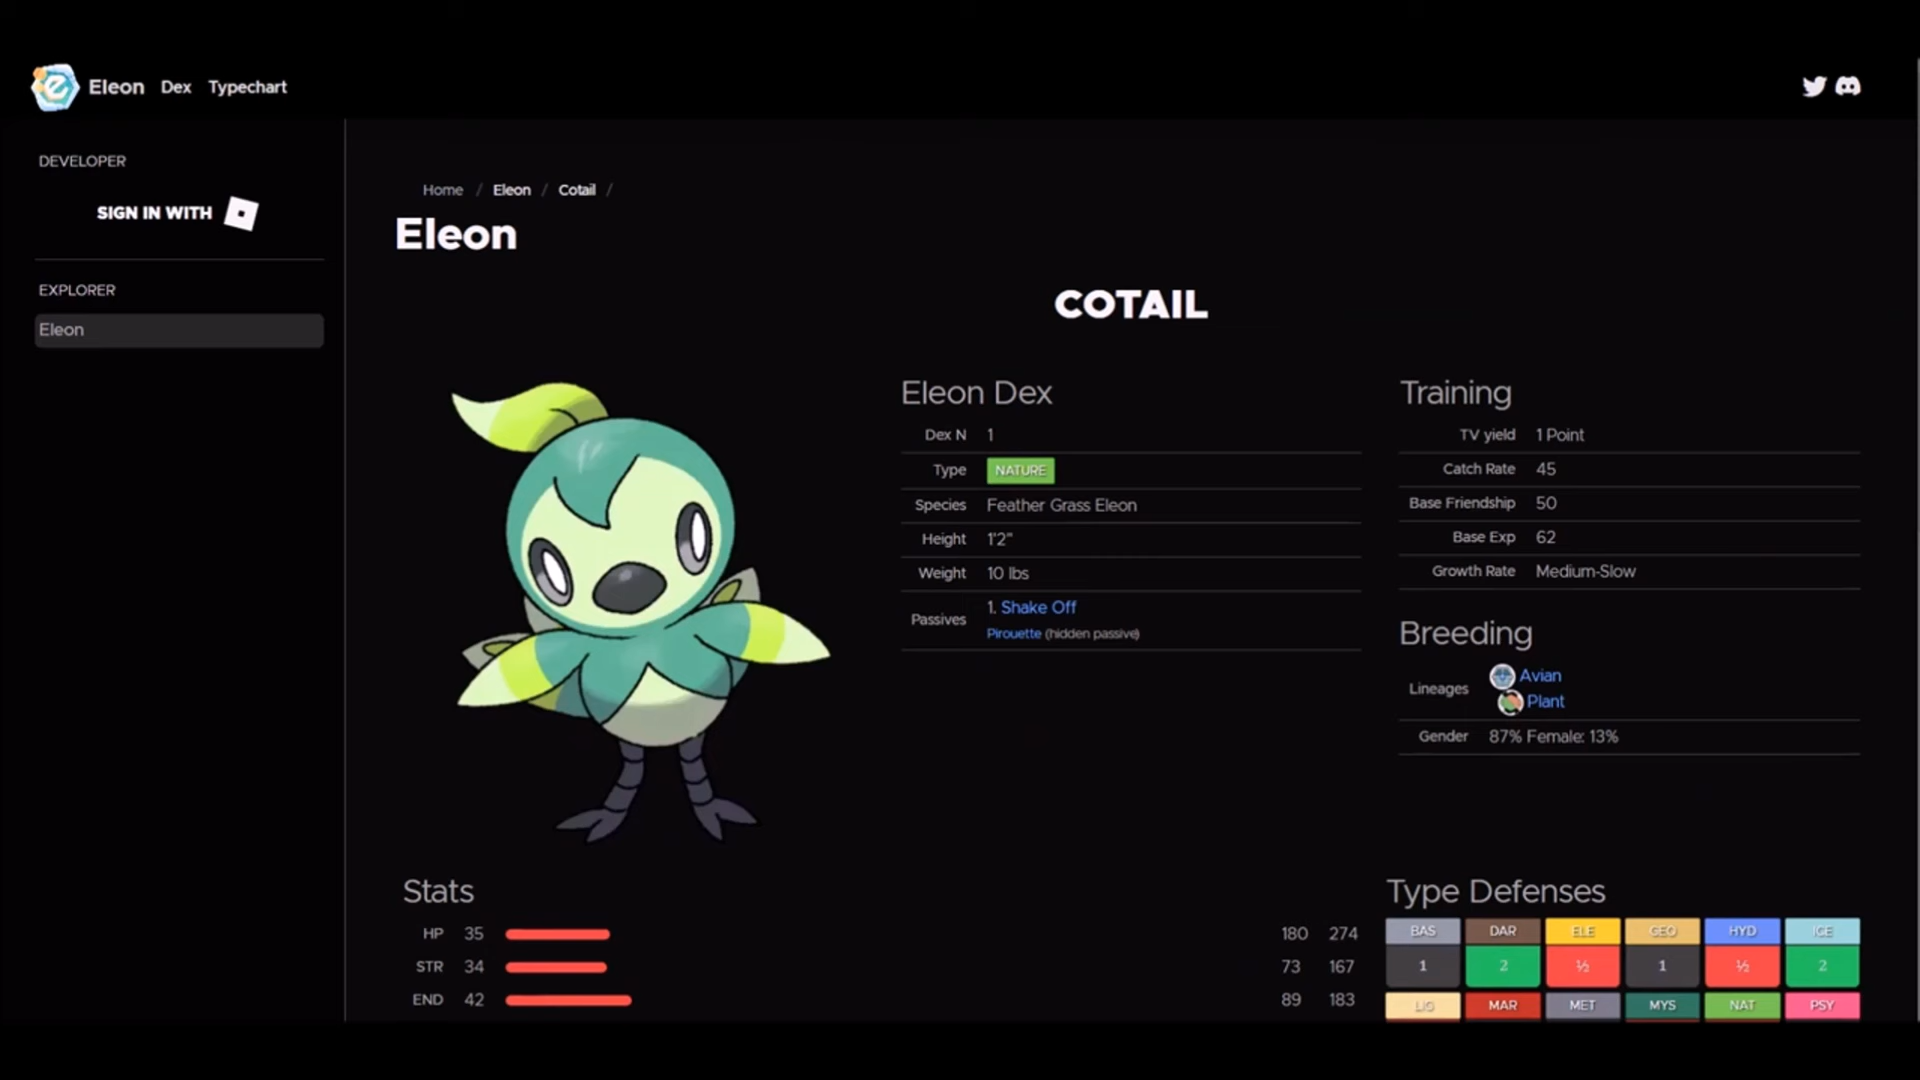 Eleon Dex Typechart
DEVELOPER
SIGN IN WITH
EXPLORER
Eleon
Home / Eleon / Cotail /
Eleon
COTAIL
Eleon Dex
Dex N 1
Type NATURE
Species Feather Grass Eleon
Height 1'2"
Weight 10 lbs
Passives 1. Shake Off
Pirouette (hidden passive)
Training
TV yield 1 Point
Catch Rate 45
Base Friendship 50
Base Exp 62
Growth Rate Medium-Slow
Breeding
Lineages Avian
Plant
Gender 87% Female: 13%
Stats
HP 35 180 274
STR 34 73 167
END 42 89 183
Type Defenses
BAS DAR ELE GEO HYD ICE
1 2 ½ 1 ½ 2
LIG MAR MET MYS NAT PSY